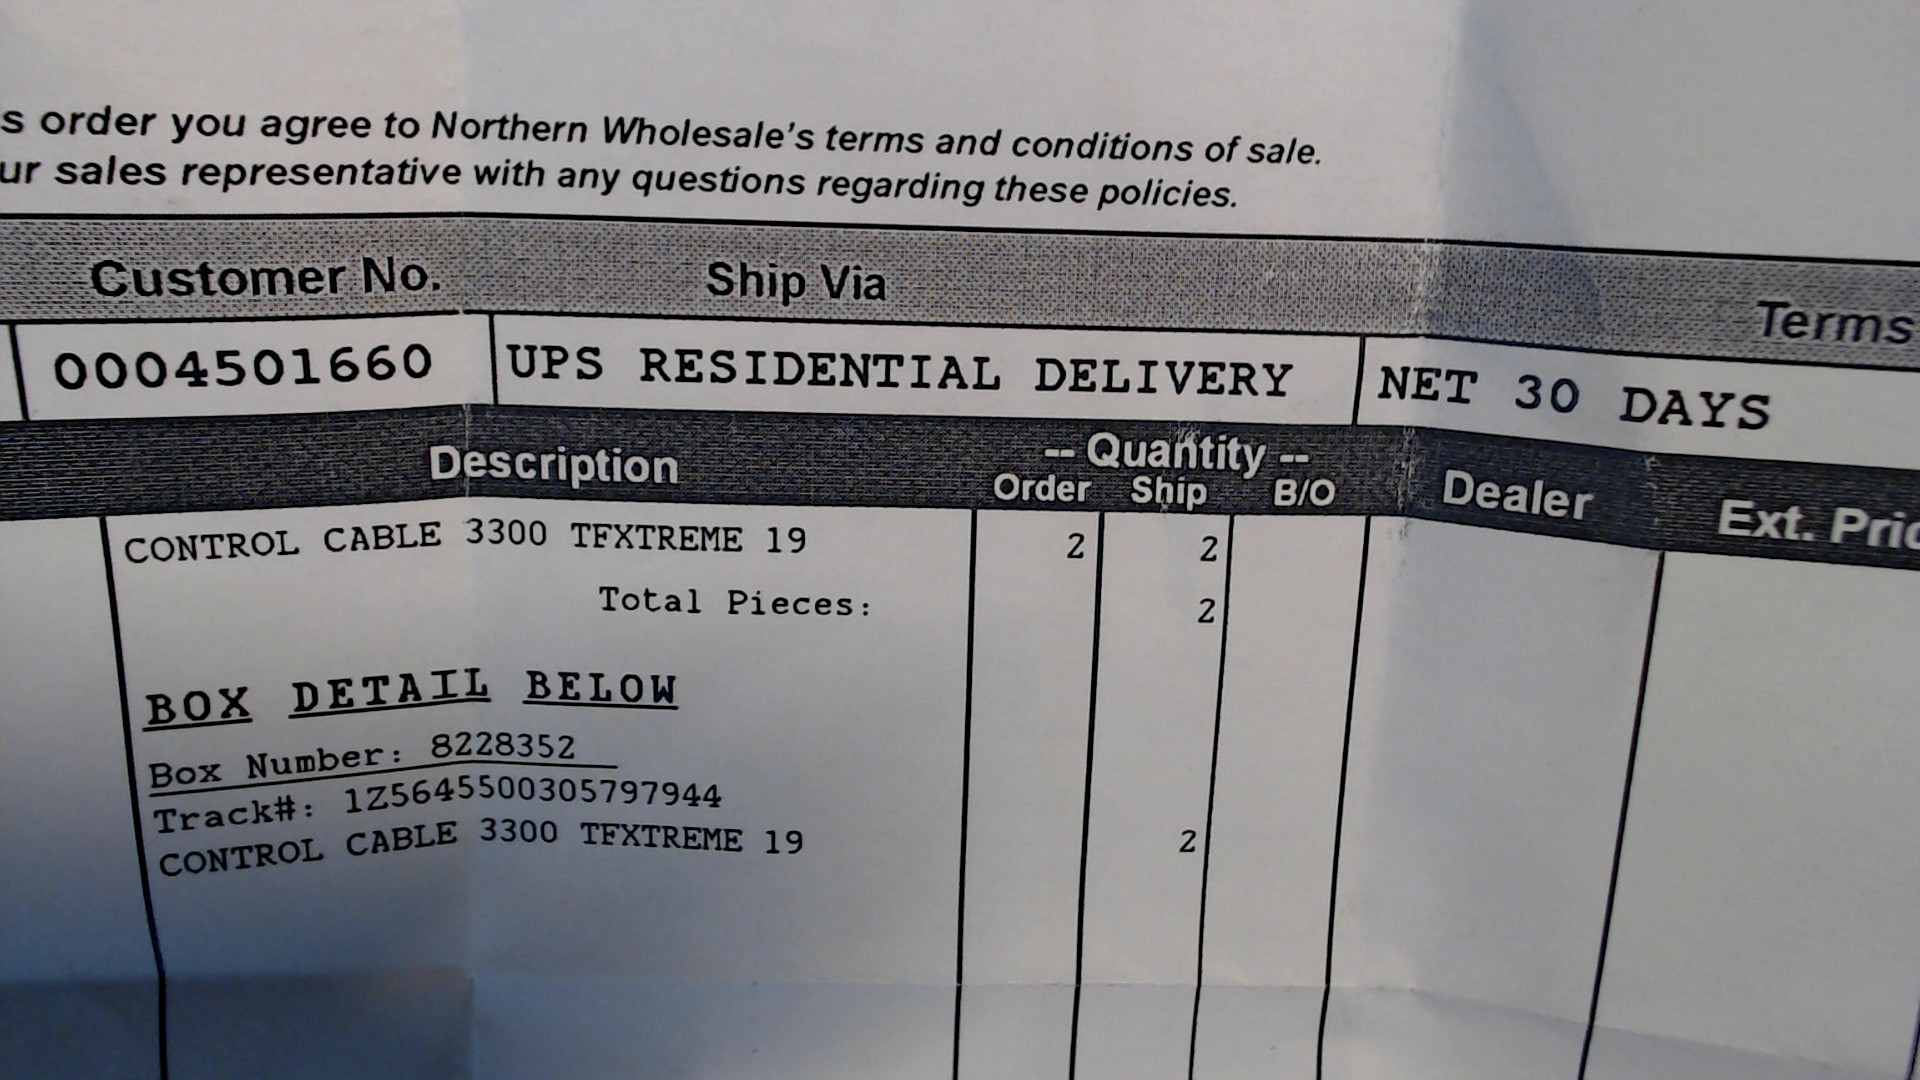 s order you agree to Northern Wholesale's terms and conditions of sale.
ur sales representative with any questions regarding these policies.
Customer No. Ship Via Terms
0004501660 UPS RESIDENTIAL DELIVERY NET 30 DAYS
Description -- Quantity -- Dealer Ext. Pric
Order Ship B/O
CONTROL CABLE 3300 TFXTREME 19 2 2
Total Pieces: 2
BOX DETAIL BELOW
Box Number: 8228352
Track#: 1Z5645500305797944
CONTROL CABLE 3300 TFXTREME 19 2